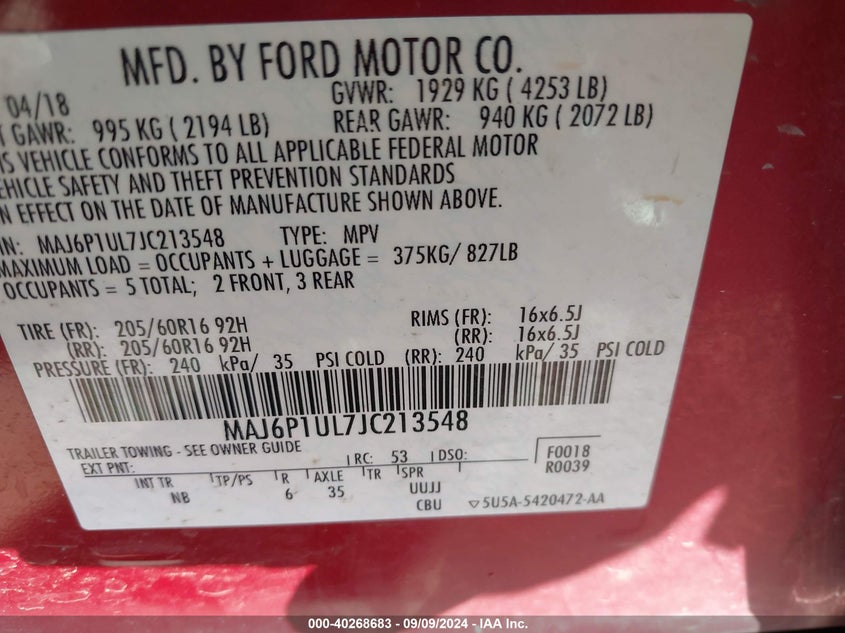 MFD. BY FORD MOTOR CO.
04/18 GVWR: 1929 KG ( 4253 LB)
T GAWR: 995 KG ( 2194 LB) REAR GAWR: 940 KG ( 2072 LB)
IS VEHICLE CONFORMS TO ALL APPLICABLE FEDERAL MOTOR
EHICLE SAFETY AND THEFT PREVENTION STANDARDS
N EFFECT ON THE DATE OF MANUFACTURE SHOWN ABOVE.
IN: MAJ6P1UL7JC213548 TYPE: MPV
MAXIMUM LOAD = OCCUPANTS + LUGGAGE = 375KG/ 827LB
OCCUPANTS = 5 TOTAL; 2 FRONT, 3 REAR
TIRE (FR): 205/60R16 92H RIMS (FR): 16x6.5J
(RR): 205/60R16 92H (RR): 16x6.5J
PRESSURE (FR): 240 kPa/ 35 PSI COLD (RR): 240 kPa/ 35 PSI COLD
MAJ6P1UL7JC213548
TRAILER TOWING - SEE OWNER GUIDE
EXT PNT: RC: 53 DSO: F0018
R0039
INT TR TP/PS R AXLE TR SPR
NB 6 35 UUJJ
CBU 5U5A-5420472-AA
000-40268683 - 09/09/2024 - IAA Inc.